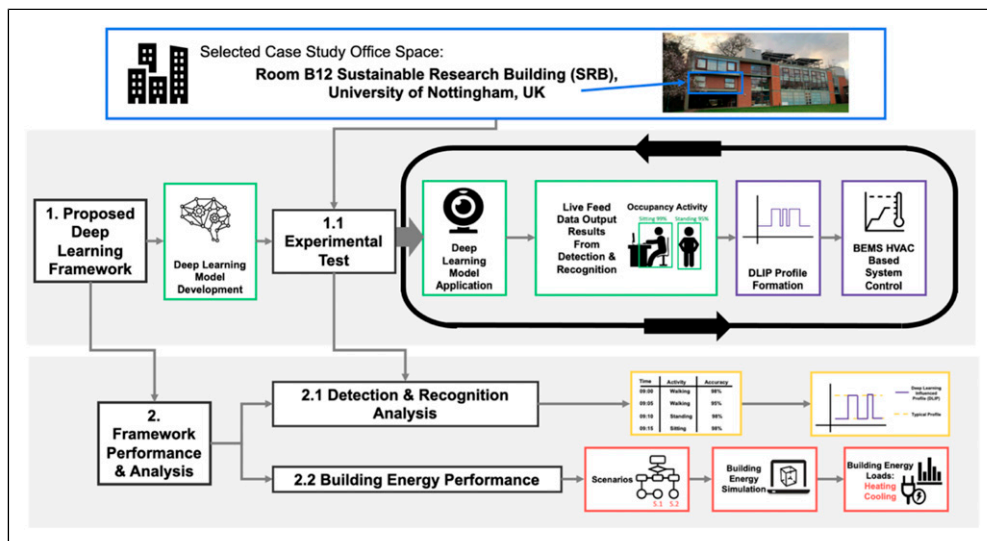 Selected Case Study Office Space:
Room B12 Sustainable Research Building (SRB),
University of Nottingham, UK
1. Proposed
Deep
Learning
Framework
Deep Learning
Model
Development
1.1
Experimental
Test
Deep
Learning
Model
Application
Live Feed
Data Output
Results
From
Detection &
Recognition
Occupancy Activity
Sitting 99%
Standing 95%
DLIP Profile
Formation
BEMS HVAC
Based
System
Control
2.
Framework
Performance
& Analysis
2.1 Detection & Recognition
Analysis
Time Activity Accuracy
09:00 Walking 98%
09:05 Walking 95%
09:10 Standing 98%
09:15 Sitting 98%
Deep Learning
Influenced
Profile (DLIP)
Typical Profile
2.2 Building Energy Performance
Scenarios
S.1 S.2
Building
Energy
Simulation
Building Energy
Loads:
Heating
Cooling